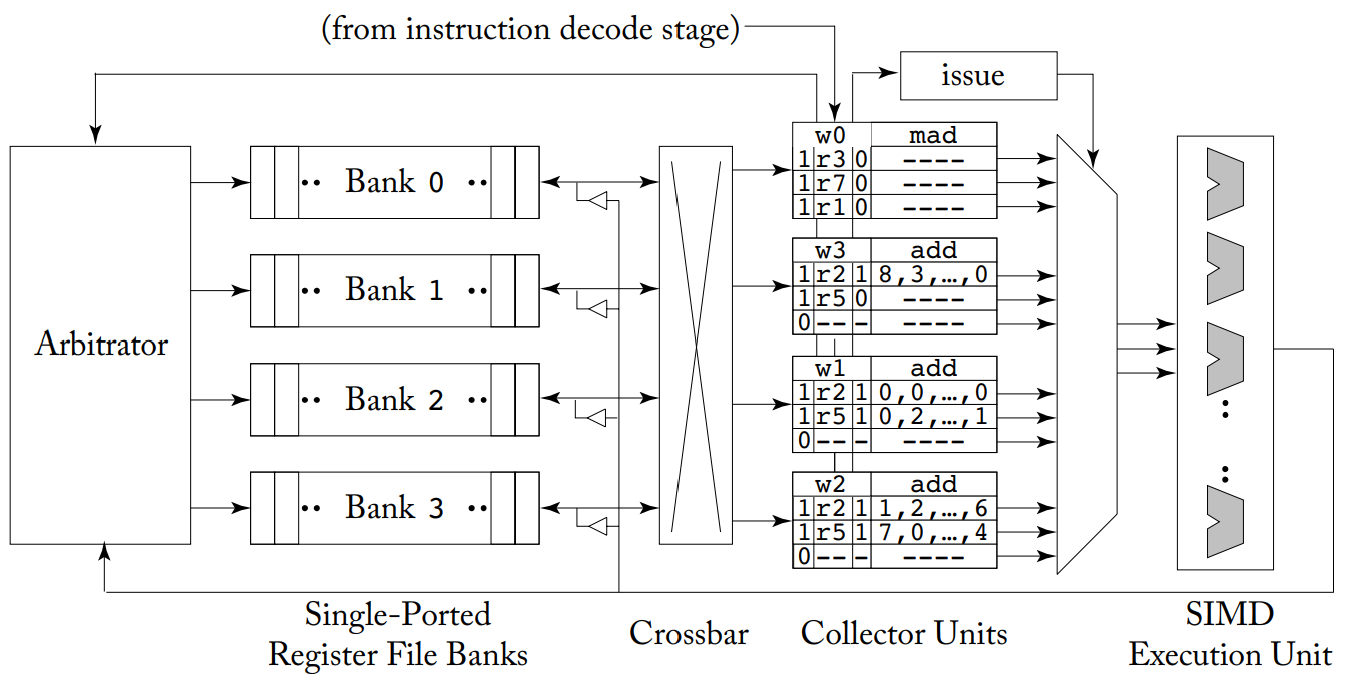 (from instruction decode stage)
issue
Arbitrator
•• Bank 0 ••
•• Bank 1 ••
•• Bank 2 ••
•• Bank 3 ••
w0 mad
1 r3 0 ----
1 r7 0 ----
1 r1 0 ----
w3 add
1 r2 1 8,3,…,0
1 r5 0 ----
0 -- - ----
w1 add
1 r2 1 0,0,…,0
1 r5 1 0,2,…,1
0 -- - ----
w2 add
1 r2 1 1,2,…,6
1 r5 1 7,0,…,4
0 -- - ----
Single-Ported
Register File Banks
Crossbar
Collector Units
SIMD
Execution Unit